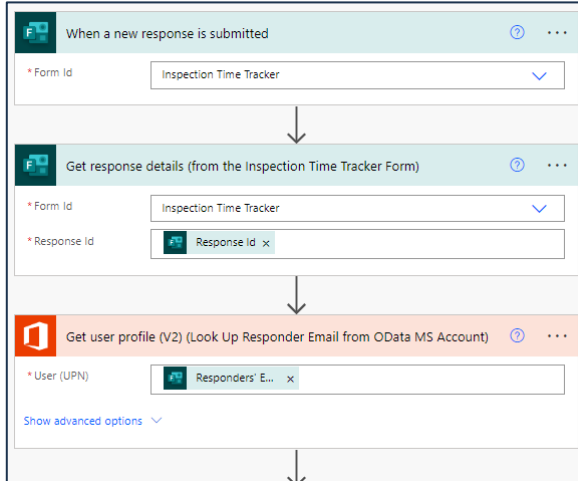 When a new response is submitted
* Form Id
Inspection Time Tracker
Get response details (from the Inspection Time Tracker Form)
* Form Id
Inspection Time Tracker
* Response Id
Response Id ×
Get user profile (V2) (Look Up Responder Email from OData MS Account)
* User (UPN)
Responders' E... ×
Show advanced options